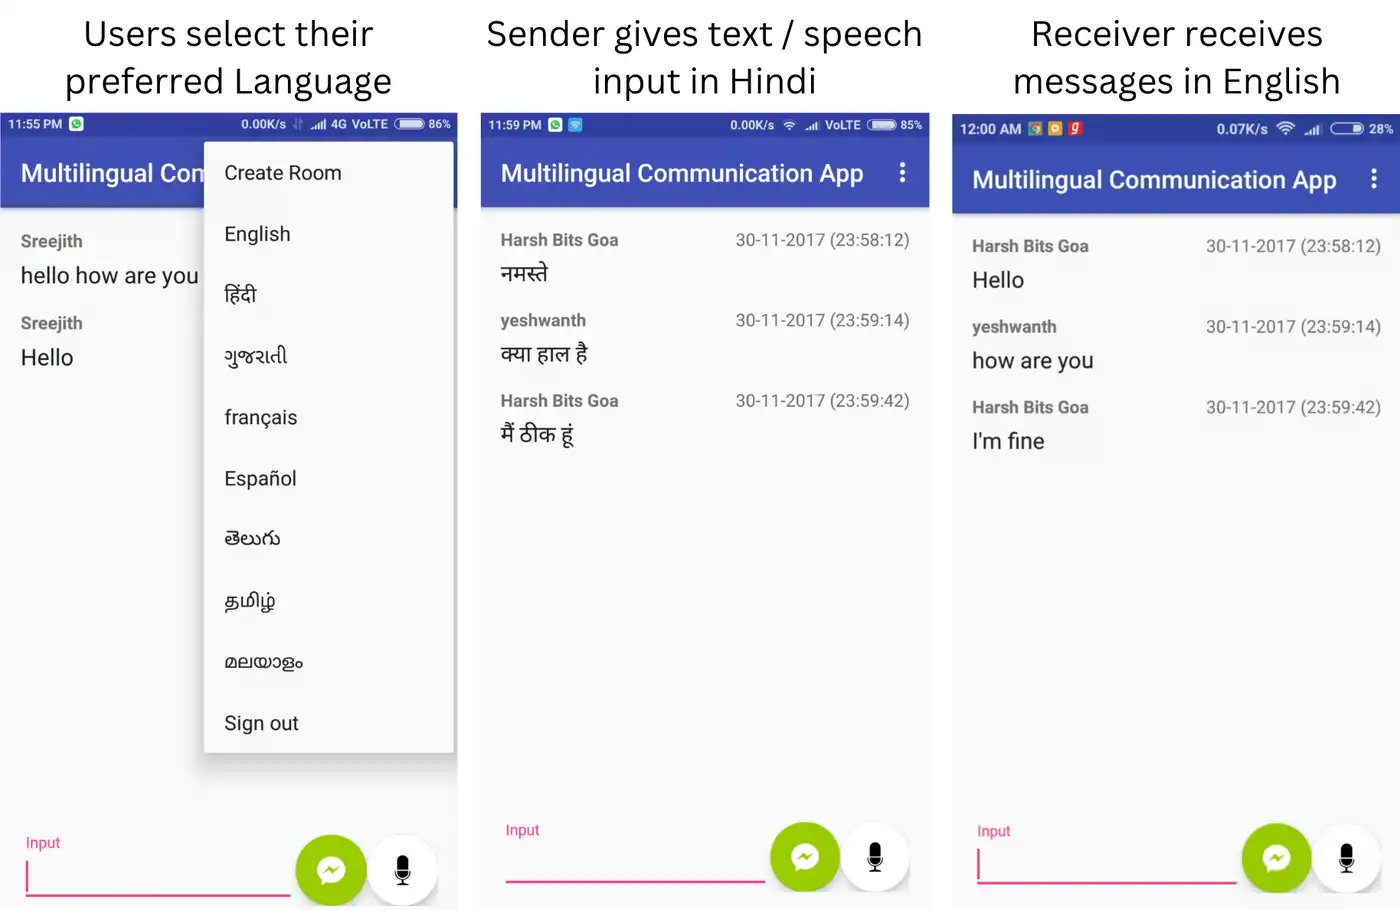 Users select their
preferred Language
11:55 PM 0.00K/s 4G VoLTE 86%
Multilingual Com
Sreejith
hello how are you
Sreejith
Hello
Create Room
English
हिंदी
ગુજરાતી
français
Español
తెలుగు
தமிழ்
മലയാളം
Sign out
Input
Sender gives text / speech
input in Hindi
11:59 PM 0.00K/s VoLTE 85%
Multilingual Communication App
Harsh Bits Goa 30-11-2017 (23:58:12)
नमस्ते
yeshwanth 30-11-2017 (23:59:14)
क्या हाल है
Harsh Bits Goa 30-11-2017 (23:59:42)
मैं ठीक हूं
Input
Receiver receives
messages in English
12:00 AM g 0.07K/s 28%
Multilingual Communication App
Harsh Bits Goa 30-11-2017 (23:58:12)
Hello
yeshwanth 30-11-2017 (23:59:14)
how are you
Harsh Bits Goa 30-11-2017 (23:59:42)
I'm fine
Input